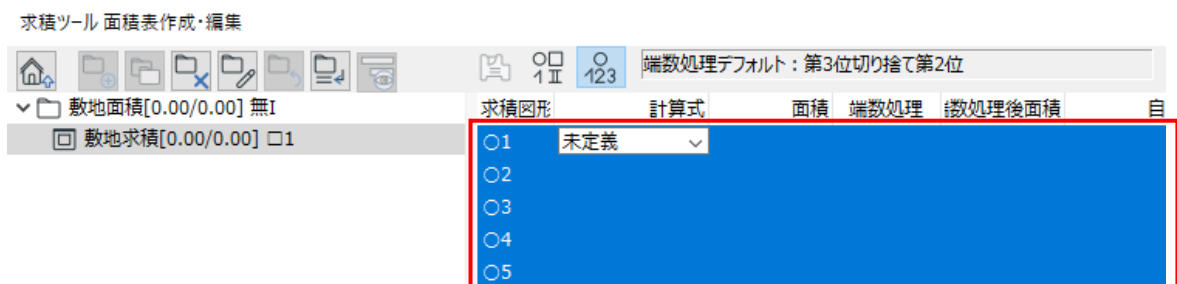 求積ツール 面積表作成・編集
○□
1Ⅱ
○
123
端数処理デフォルト：第3位切り捨て第2位
敷地面積[0.00/0.00] 無I
敷地求積[0.00/0.00] □1
求積図形 計算式 面積 端数処理 数処理後面積 自
○1 未定義
○2
○3
○4
○5